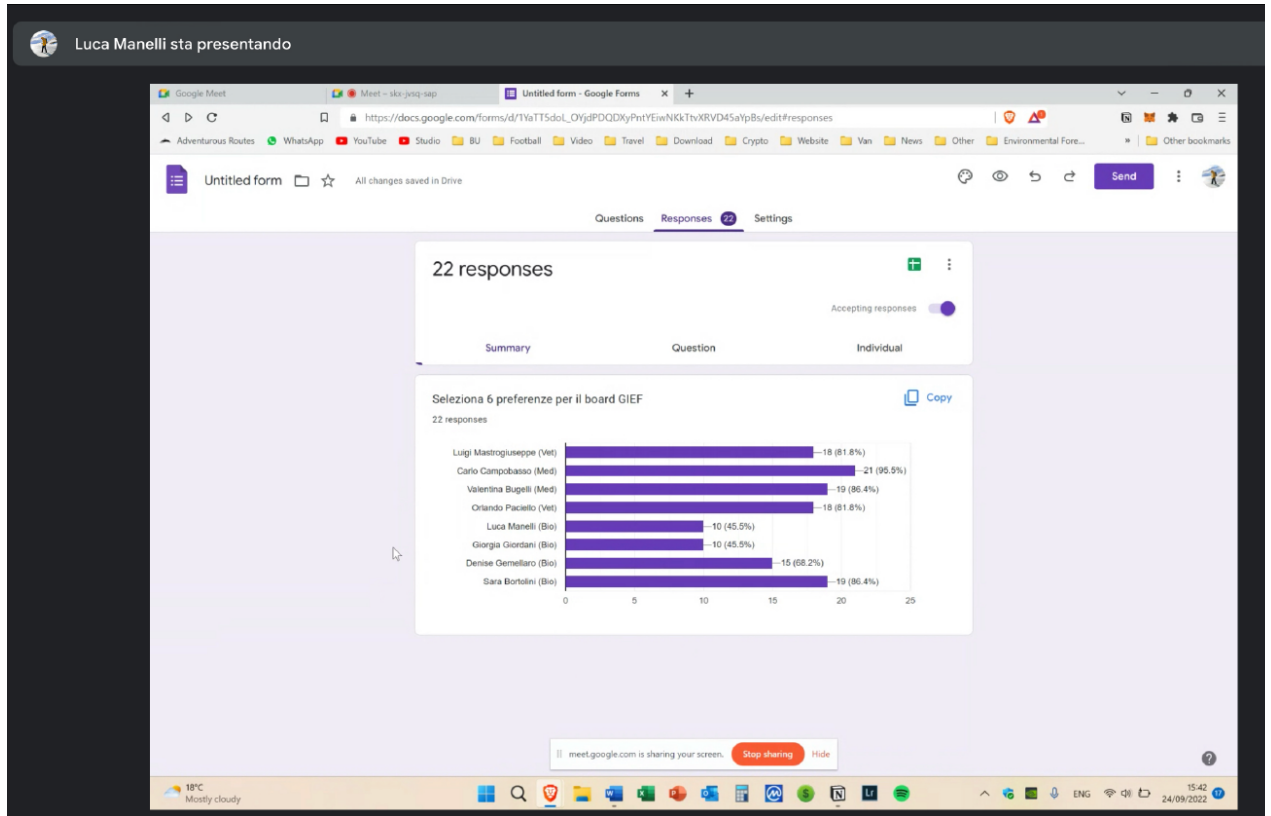 Luca Manelli sta presentando
Google Meet
Meet – skx-jvsq-sap
Untitled form - Google Forms
https://docs.google.com/forms/d/1YaTT5doL_OYjdPDQDXyPntYEiwNKkTtvXRVD45aYpBs/edit#responses
Adventurous Routes WhatsApp YouTube Studio BU Football Video Travel Download Crypto Website Van News Other Environmental Fore... » Other bookmarks
Untitled form All changes saved in Drive Send
Questions Responses 22 Settings
22 responses
Accepting responses
Summary Question Individual
Seleziona 6 preferenze per il board GIEF Copy
22 responses
Luigi Mastrogiuseppe (Vet) 18 (81.8%)
Carlo Campobasso (Med) 21 (95.5%)
Valentina Bugelli (Med) 19 (86.4%)
Orlando Paciello (Vet) 18 (81.8%)
Luca Manelli (Bio) 10 (45.5%)
Giorgia Giordani (Bio) 10 (45.5%)
Denise Gemellaro (Bio) 15 (68.2%)
Sara Bortolini (Bio) 19 (86.4%)
0 5 10 15 20 25
meet.google.com is sharing your screen. Stop sharing Hide
18°C
Mostly cloudy
Lr
ENG
15:42
24/09/2022